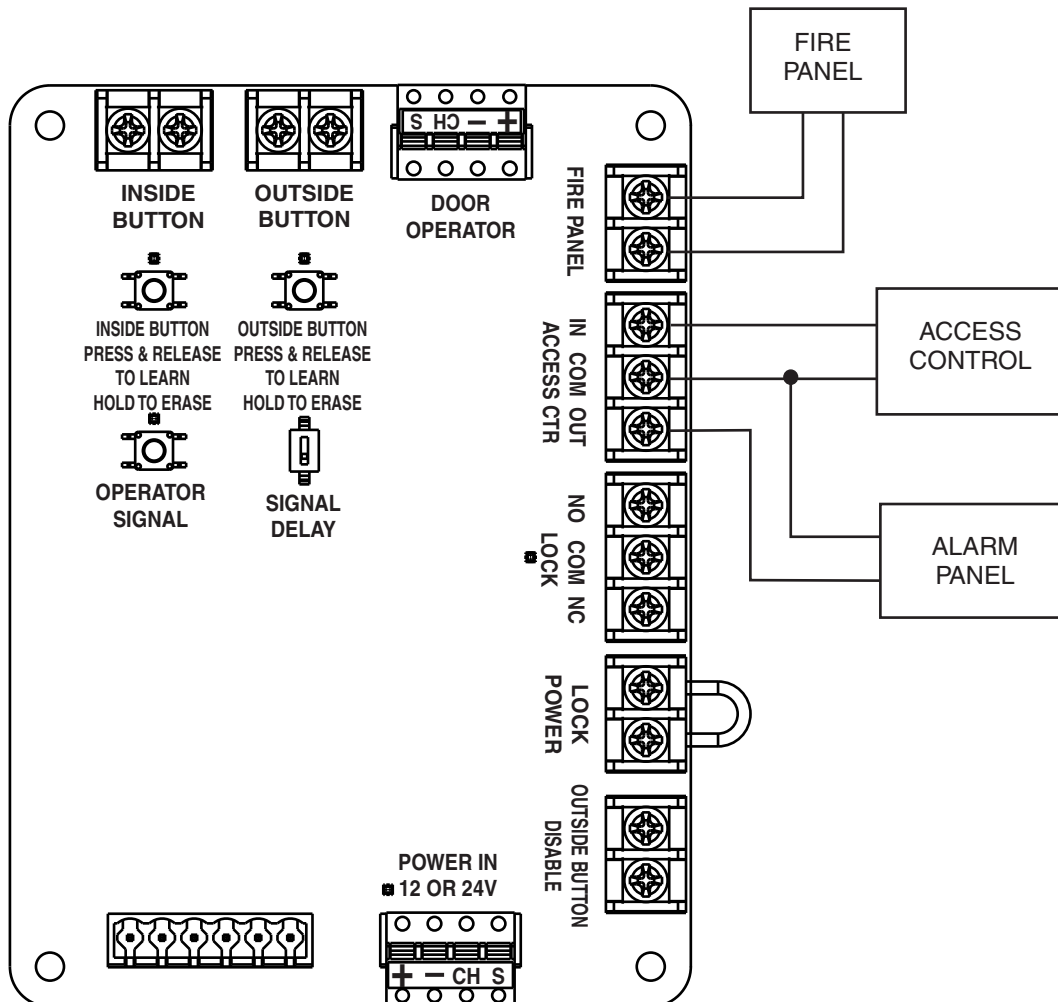 FIRE
PANEL
S CH − +
INSIDE
BUTTON
OUTSIDE
BUTTON
DOOR
OPERATOR
FIRE PANEL
INSIDE BUTTON
PRESS & RELEASE
TO LEARN
HOLD TO ERASE
OUTSIDE BUTTON
PRESS & RELEASE
TO LEARN
HOLD TO ERASE
IN COM OUT
ACCESS CTR
ACCESS
CONTROL
OPERATOR
SIGNAL
SIGNAL
DELAY
NO COM NC
LOCK
ALARM
PANEL
LOCK
POWER
OUTSIDE BUTTON
DISABLE
POWER IN
12 OR 24V
+ − CH S